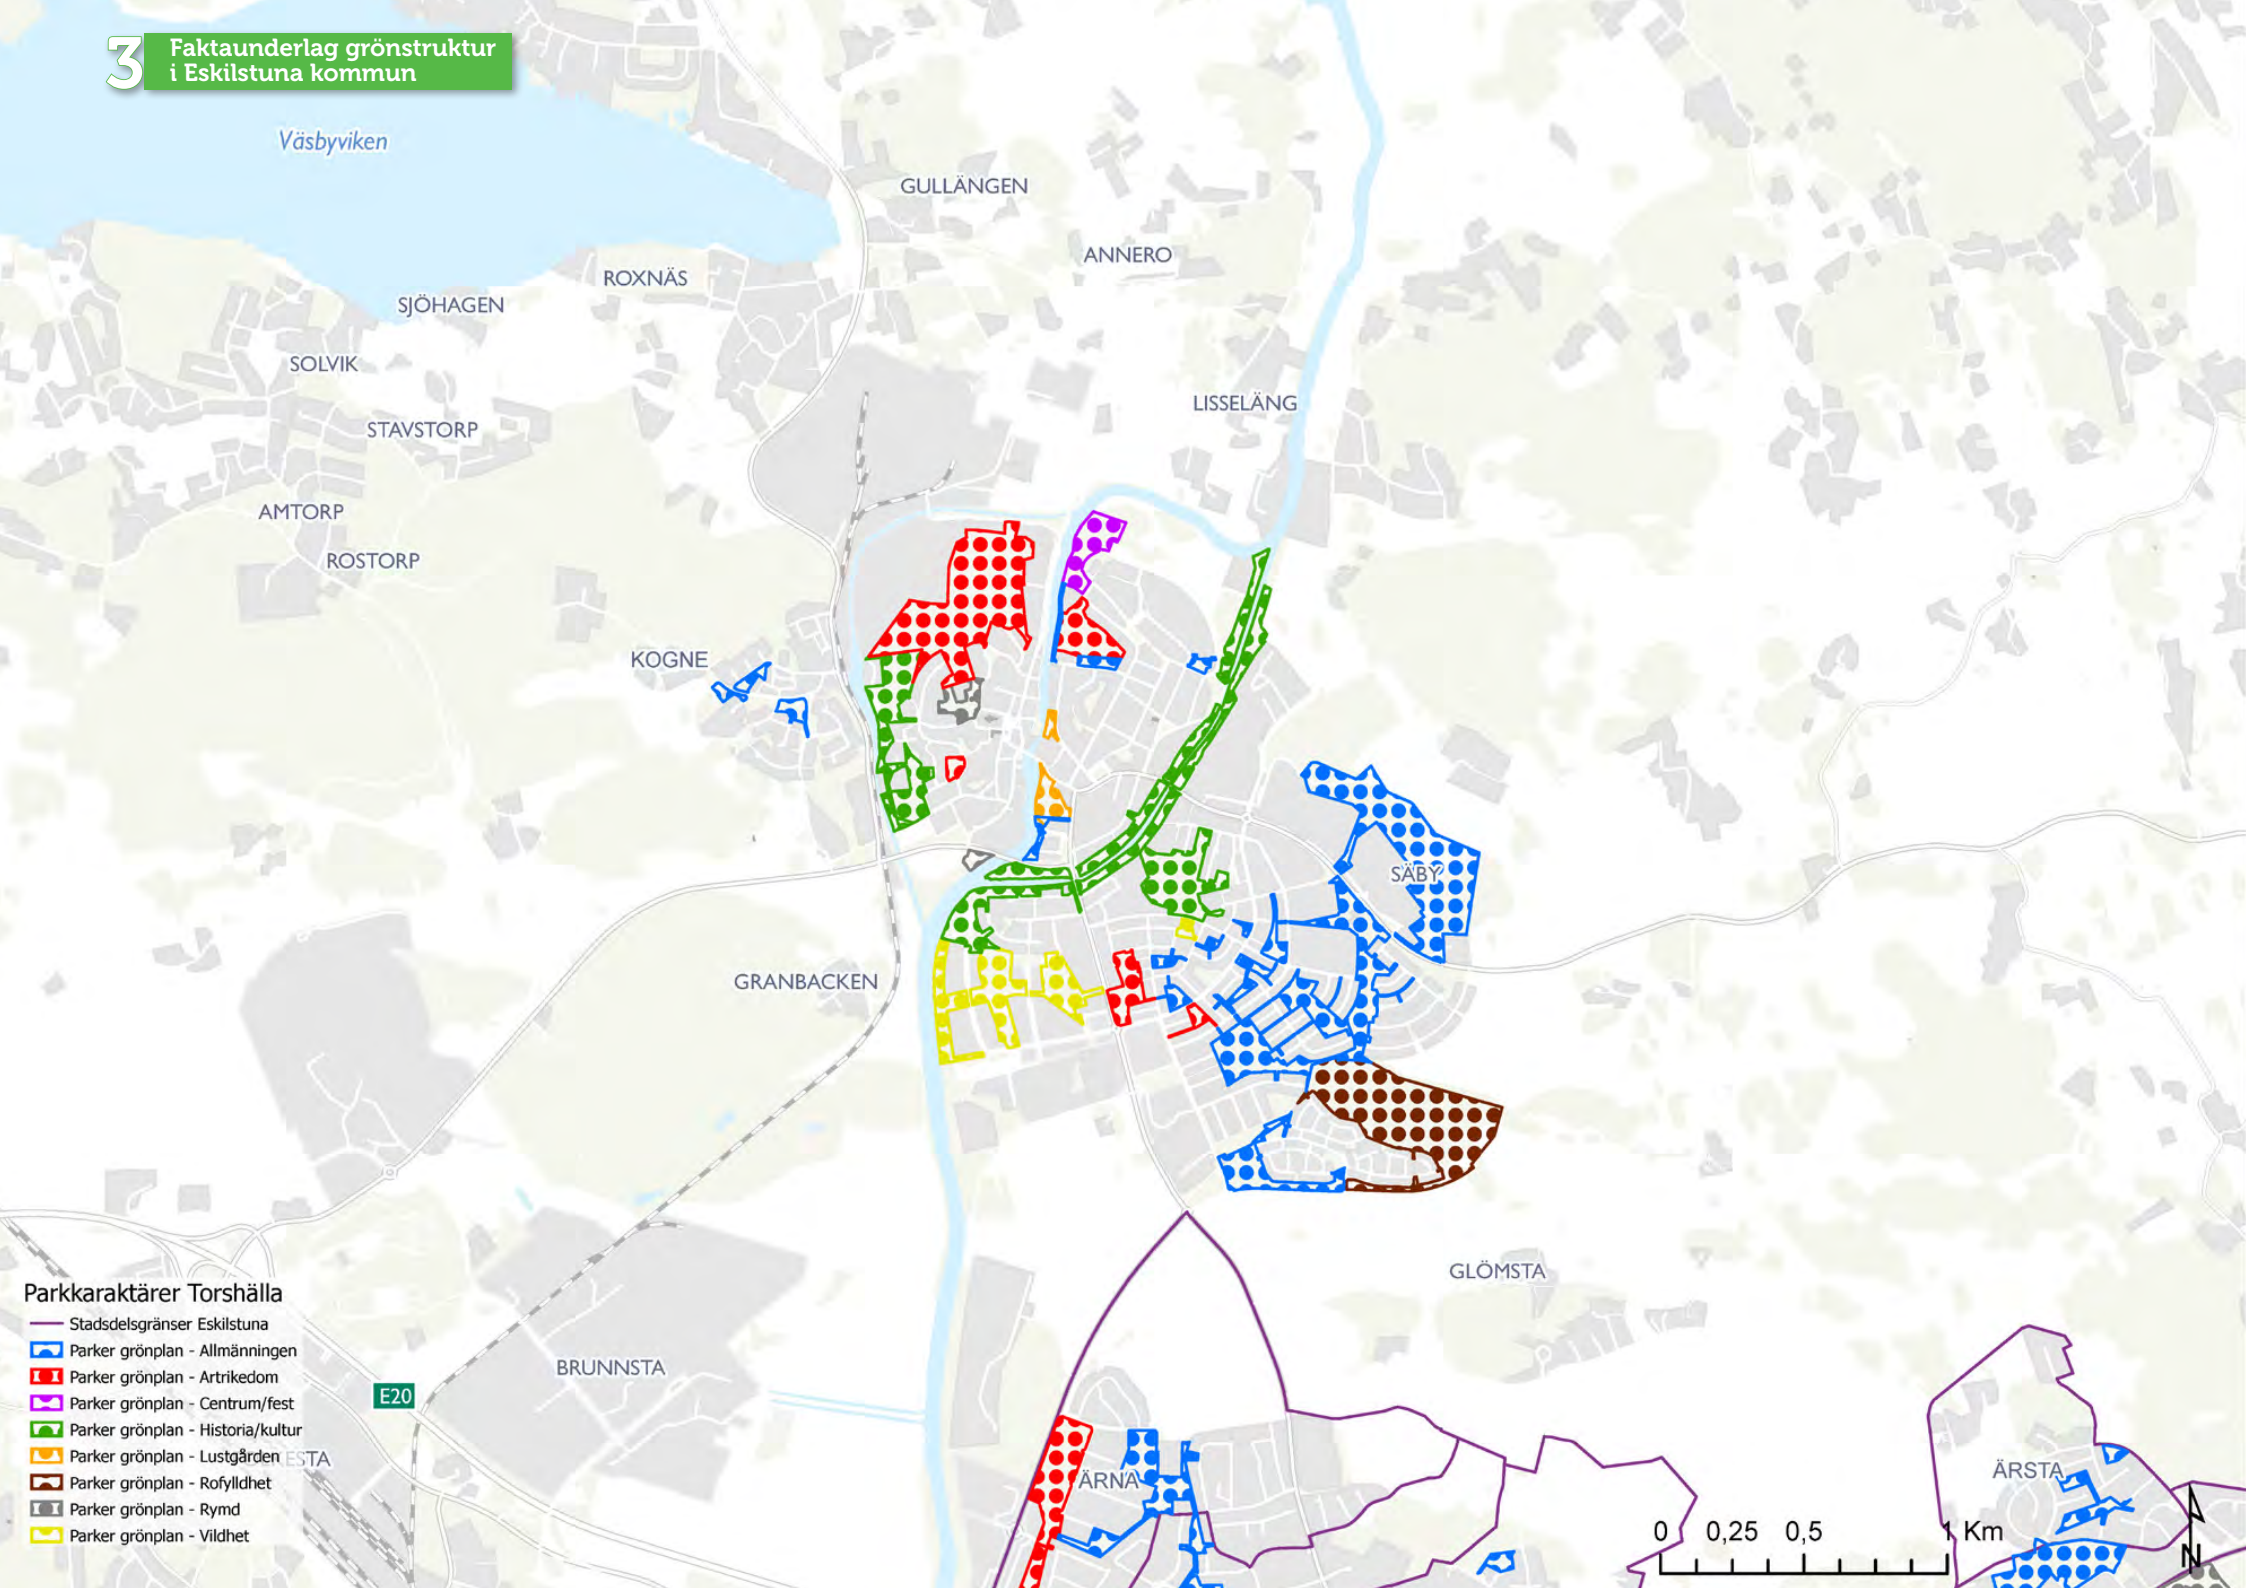 3
Faktaunderlag grönstruktur
i Eskilstuna kommun
Väsbyviken
GULLÄNGEN
ANNERO
ROXNÄS
SJÖHAGEN
SOLVIK
LISSELÄNG
STAVSTORP
AMTORP
ROSTORP
KOGNE
SÄBY
GRANBACKEN
GLÖMSTA
BRUNNSTA
E20
ÄRNA
ÄRSTA
Parkkaraktärer Torshälla
Stadsdelsgränser Eskilstuna
Parker grönplan - Allmänningen
Parker grönplan - Artrikedom
Parker grönplan - Centrum/fest
Parker grönplan - Historia/kultur
Parker grönplan - Lustgården
Parker grönplan - Rofylldhet
Parker grönplan - Rymd
Parker grönplan - Vildhet
0 0,25 0,5 1 Km
N